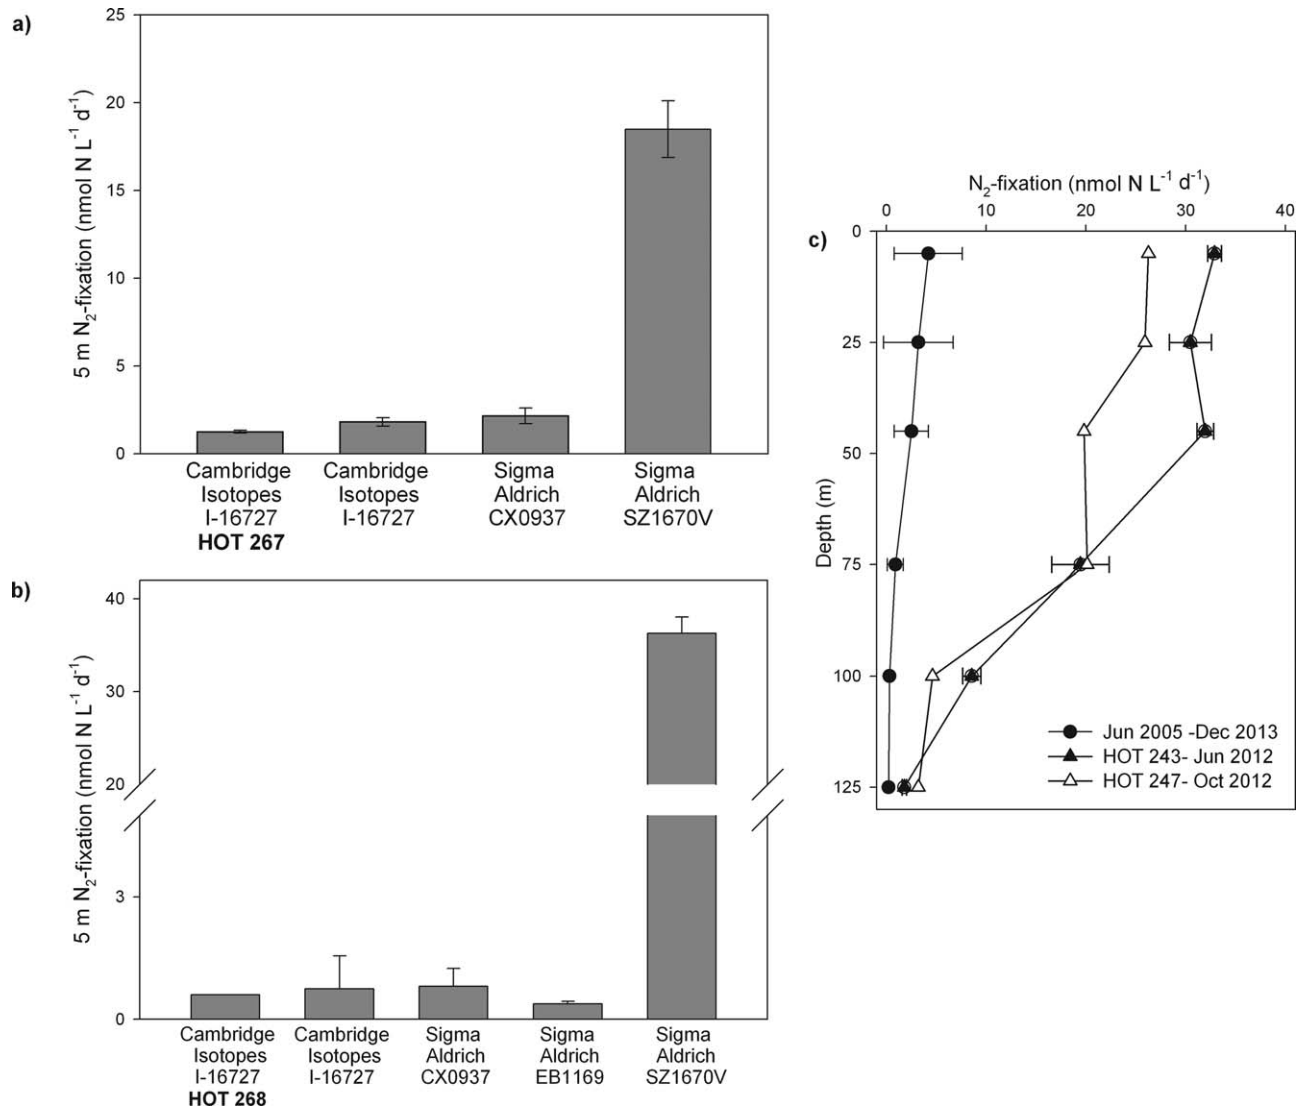 a)
5 m N2-fixation (nmol N L-1 d-1)
25
20
15
10
5
0
Cambridge
Isotopes
I-16727
HOT 267
Cambridge
Isotopes
I-16727
Sigma
Aldrich
CX0937
Sigma
Aldrich
SZ1670V
b)
5 m N2-fixation (nmol N L-1 d-1)
40
30
20
3
0
Cambridge
Isotopes
I-16727
HOT 268
Cambridge
Isotopes
I-16727
Sigma
Aldrich
CX0937
Sigma
Aldrich
EB1169
Sigma
Aldrich
SZ1670V
c)
N2-fixation (nmol N L-1 d-1)
0 10 20 30 40
Depth (m)
0
25
50
75
100
125
Jun 2005 -Dec 2013
HOT 243- Jun 2012
HOT 247- Oct 2012